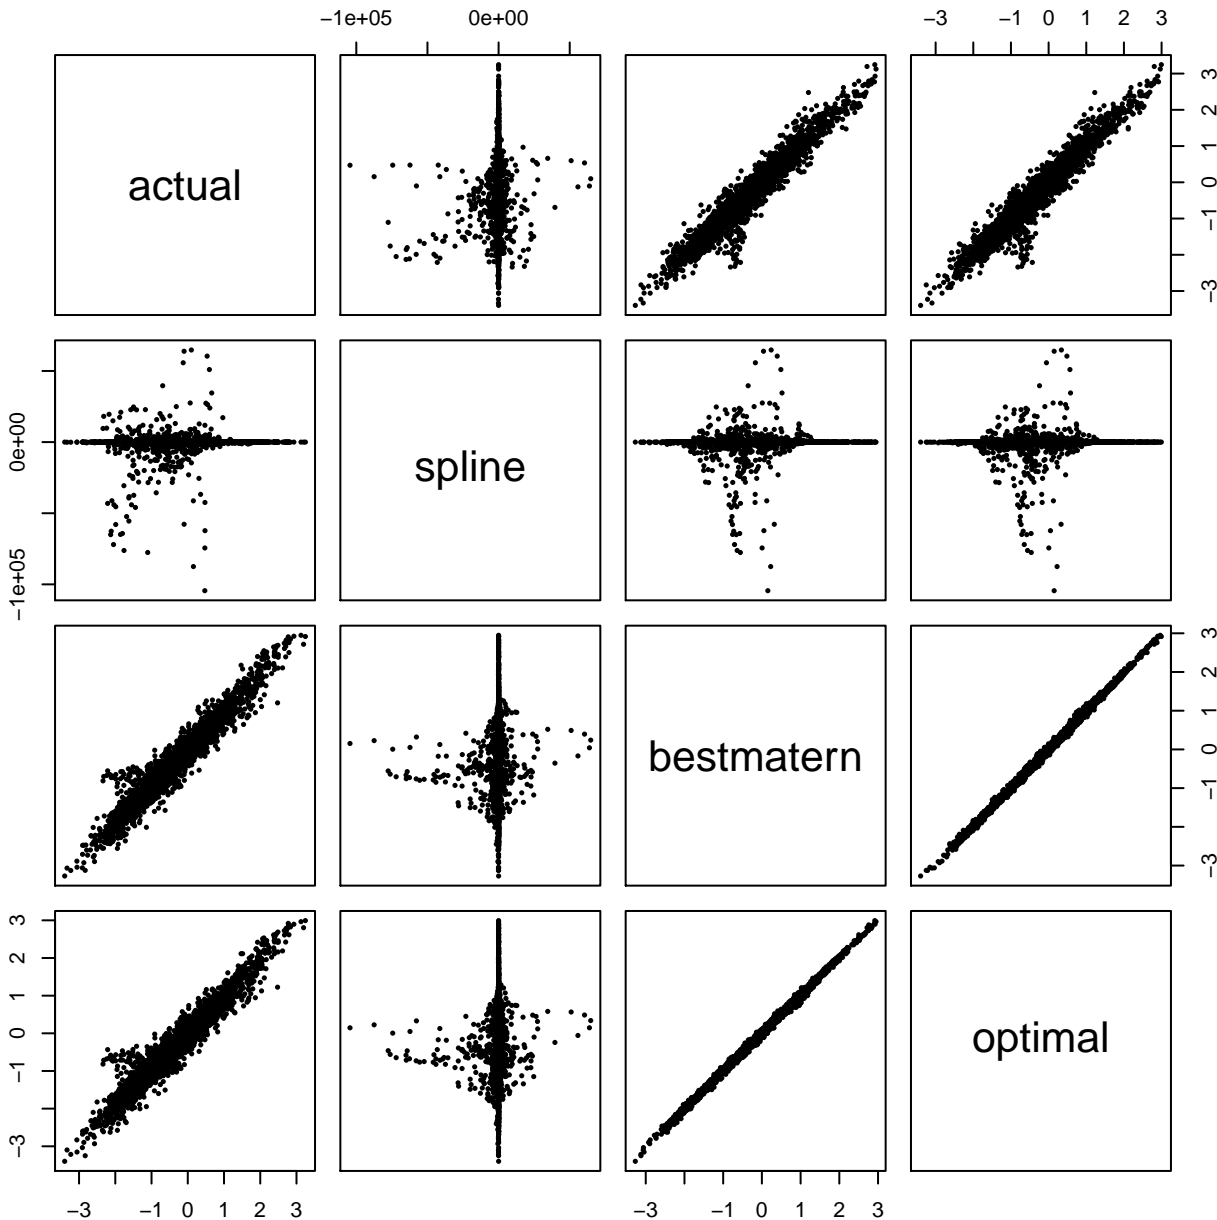 −1e+05 0e+00 −3 −1 0 1 2 3
actual
−3 −1 0 1 2 3
−1e+05 0e+00
spline
bestmatern
−3 −1 0 1 2 3
−3 −1 0 1 2 3
optimal
−3 −1 0 1 2 3 −3 −1 0 1 2 3